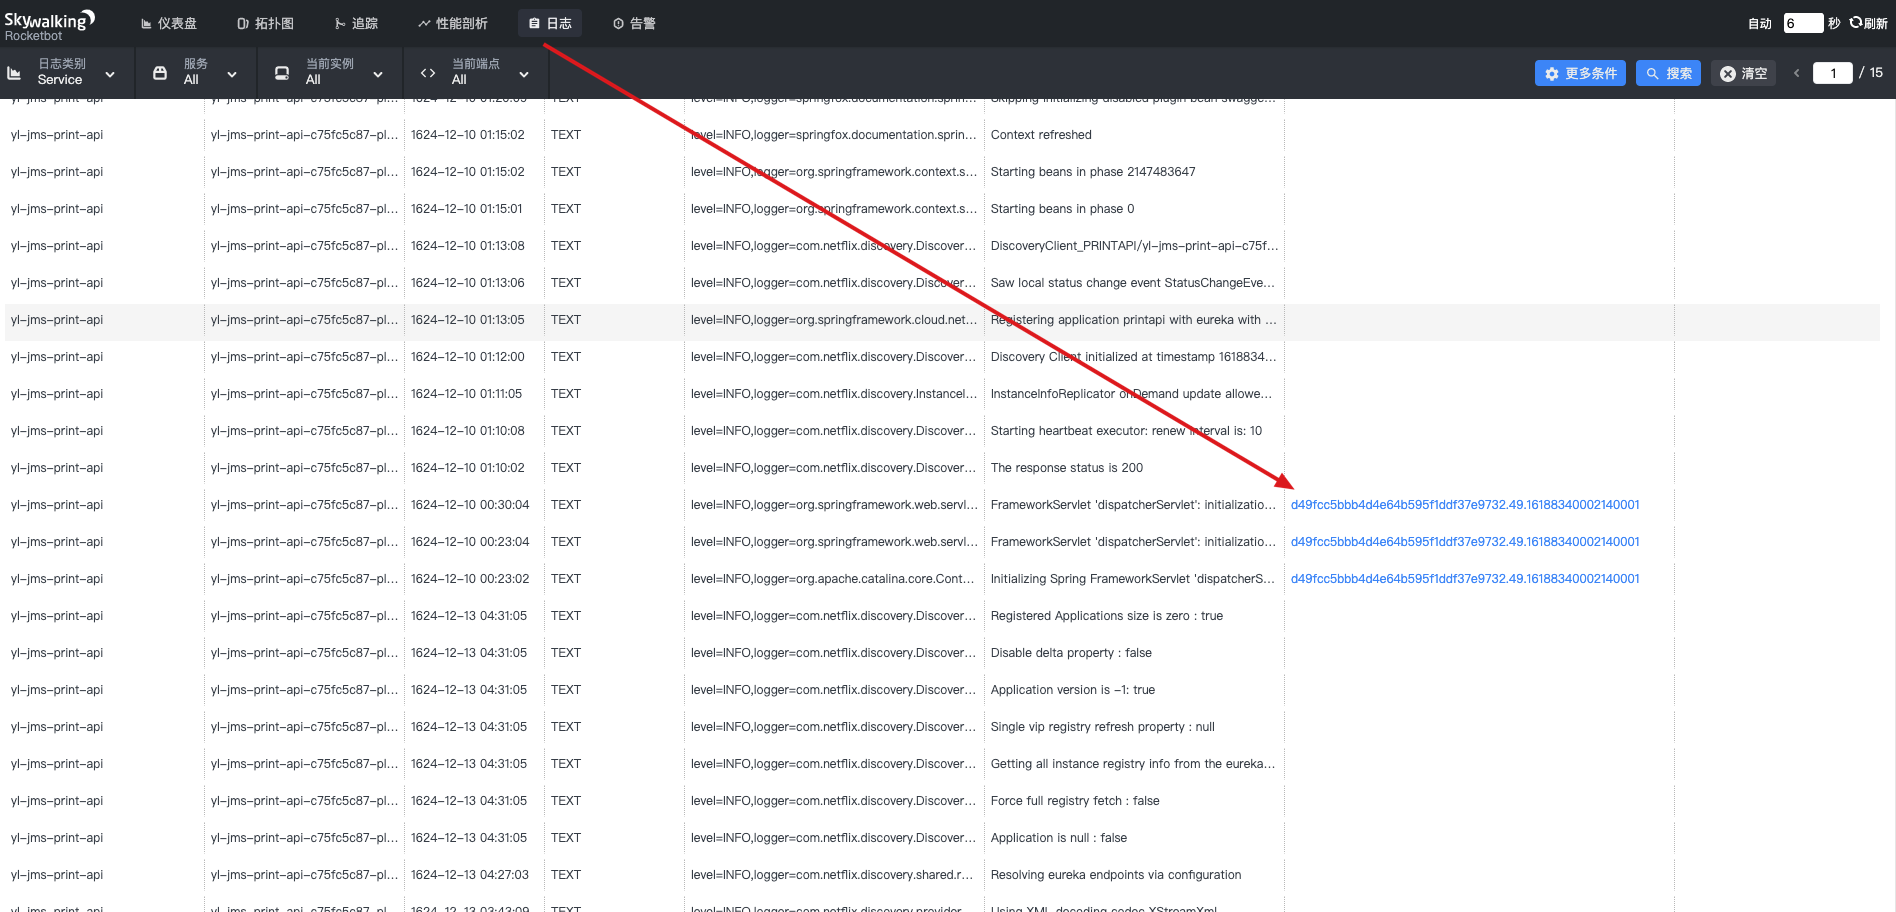 Skywalking
Rocketbot
仪表盘
拓扑图
追踪
性能剖析
日志
告警
自动 6 秒 刷新
日志类别
Service
服务
All
当前实例
All
当前端点
All
更多条件
搜索
清空
1 / 15
yl-jms-print-api yl-jms-print-api-c75fc5c87-pl... TEXT level=INFO,logger=springfox.documentation.sprin... Skipping initializing disabled plugin bean swagge...
yl-jms-print-api yl-jms-print-api-c75fc5c87-pl... 1624-12-10 01:15:02 TEXT level=INFO,logger=springfox.documentation.sprin... Context refreshed
yl-jms-print-api yl-jms-print-api-c75fc5c87-pl... 1624-12-10 01:15:02 TEXT level=INFO,logger=org.springframework.context.s... Starting beans in phase 2147483647
yl-jms-print-api yl-jms-print-api-c75fc5c87-pl... 1624-12-10 01:15:01 TEXT level=INFO,logger=org.springframework.context.s... Starting beans in phase 0
yl-jms-print-api yl-jms-print-api-c75fc5c87-pl... 1624-12-10 01:13:08 TEXT level=INFO,logger=com.netflix.discovery.Discover... DiscoveryClient_PRINTAPI/yl-jms-print-api-c75f...
yl-jms-print-api yl-jms-print-api-c75fc5c87-pl... 1624-12-10 01:13:06 TEXT level=INFO,logger=com.netflix.discovery.Discover... Saw local status change event StatusChangeEve...
yl-jms-print-api yl-jms-print-api-c75fc5c87-pl... 1624-12-10 01:13:05 TEXT level=INFO,logger=org.springframework.cloud.net... Registering application printapi with eureka with ...
yl-jms-print-api yl-jms-print-api-c75fc5c87-pl... 1624-12-10 01:12:00 TEXT level=INFO,logger=com.netflix.discovery.Discover... Discovery Client initialized at timestamp 1618834...
yl-jms-print-api yl-jms-print-api-c75fc5c87-pl... 1624-12-10 01:11:05 TEXT level=INFO,logger=com.netflix.discovery.InstanceI... InstanceInfoReplicator onDemand update allowe...
yl-jms-print-api yl-jms-print-api-c75fc5c87-pl... 1624-12-10 01:10:08 TEXT level=INFO,logger=com.netflix.discovery.Discover... Starting heartbeat executor: renew interval is: 10
yl-jms-print-api yl-jms-print-api-c75fc5c87-pl... 1624-12-10 01:10:02 TEXT level=INFO,logger=com.netflix.discovery.Discover... The response status is 200
yl-jms-print-api yl-jms-print-api-c75fc5c87-pl... 1624-12-10 00:30:04 TEXT level=INFO,logger=org.springframework.web.servl... FrameworkServlet 'dispatcherServlet': initializatio... d49fcc5bbb4d4e64b595f1ddf37e9732.49.16188340002140001
yl-jms-print-api yl-jms-print-api-c75fc5c87-pl... 1624-12-10 00:23:04 TEXT level=INFO,logger=org.springframework.web.servl... FrameworkServlet 'dispatcherServlet': initializatio... d49fcc5bbb4d4e64b595f1ddf37e9732.49.16188340002140001
yl-jms-print-api yl-jms-print-api-c75fc5c87-pl... 1624-12-10 00:23:02 TEXT level=INFO,logger=org.apache.catalina.core.Cont... Initializing Spring FrameworkServlet 'dispatcherS... d49fcc5bbb4d4e64b595f1ddf37e9732.49.16188340002140001
yl-jms-print-api yl-jms-print-api-c75fc5c87-pl... 1624-12-13 04:31:05 TEXT level=INFO,logger=com.netflix.discovery.Discover... Registered Applications size is zero : true
yl-jms-print-api yl-jms-print-api-c75fc5c87-pl... 1624-12-13 04:31:05 TEXT level=INFO,logger=com.netflix.discovery.Discover... Disable delta property : false
yl-jms-print-api yl-jms-print-api-c75fc5c87-pl... 1624-12-13 04:31:05 TEXT level=INFO,logger=com.netflix.discovery.Discover... Application version is -1: true
yl-jms-print-api yl-jms-print-api-c75fc5c87-pl... 1624-12-13 04:31:05 TEXT level=INFO,logger=com.netflix.discovery.Discover... Single vip registry refresh property : null
yl-jms-print-api yl-jms-print-api-c75fc5c87-pl... 1624-12-13 04:31:05 TEXT level=INFO,logger=com.netflix.discovery.Discover... Getting all instance registry info from the eureka...
yl-jms-print-api yl-jms-print-api-c75fc5c87-pl... 1624-12-13 04:31:05 TEXT level=INFO,logger=com.netflix.discovery.Discover... Force full registry fetch : false
yl-jms-print-api yl-jms-print-api-c75fc5c87-pl... 1624-12-13 04:31:05 TEXT level=INFO,logger=com.netflix.discovery.Discover... Application is null : false
yl-jms-print-api yl-jms-print-api-c75fc5c87-pl... 1624-12-13 04:27:03 TEXT level=INFO,logger=com.netflix.discovery.shared.r... Resolving eureka endpoints via configuration
yl-jms-print-api yl-jms-print-api-c75fc5c87-pl... 1624-12-13 03:43:09 TEXT level=INFO,logger=com.netflix.discovery.provider... Using XML decoding codec XStreamXml